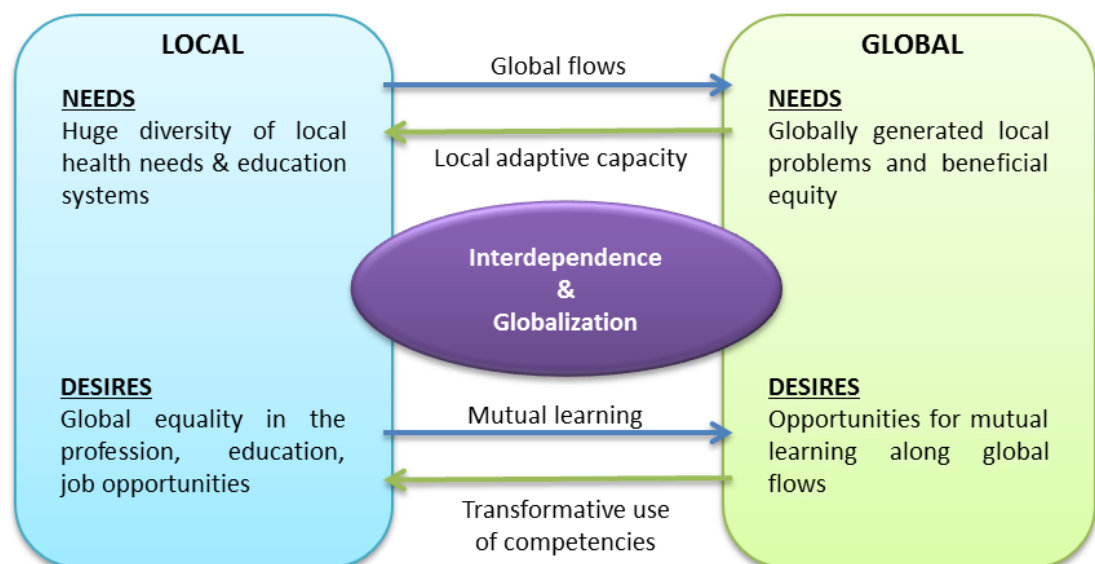 LOCAL
NEEDS
Huge diversity of local
health needs & education
systems
DESIRES
Global equality in the
profession, education,
job opportunities
Global flows
Local adaptive capacity
Interdependence
&
Globalization
Mutual learning
Transformative use
of competencies
GLOBAL
NEEDS
Globally generated local
problems and beneficial
equity
DESIRES
Opportunities for mutual
learning along global
flows